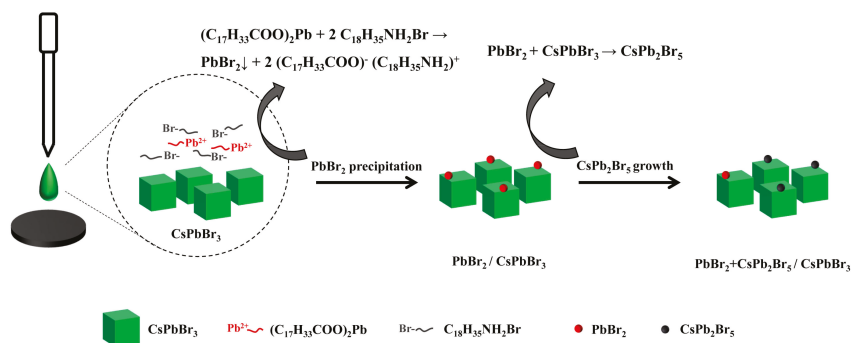 (C₁₇H₃₃COO)₂Pb + 2 C₁₈H₃₅NH₂Br →
PbBr₂↓ + 2 (C₁₇H₃₃COO)⁻ (C₁₈H₃₅NH₂)⁺
PbBr₂ + CsPbBr₃ → CsPb₂Br₅
Br- Br-
Pb²⁺ Pb²⁺
Br- Br-
CsPbBr₃
PbBr₂ precipitation
CsPb₂Br₅ growth
PbBr₂ / CsPbBr₃
PbBr₂+CsPb₂Br₅ / CsPbBr₃
CsPbBr₃
Pb²⁺ (C₁₇H₃₃COO)₂Pb
Br- C₁₈H₃₅NH₂Br
PbBr₂
CsPb₂Br₅